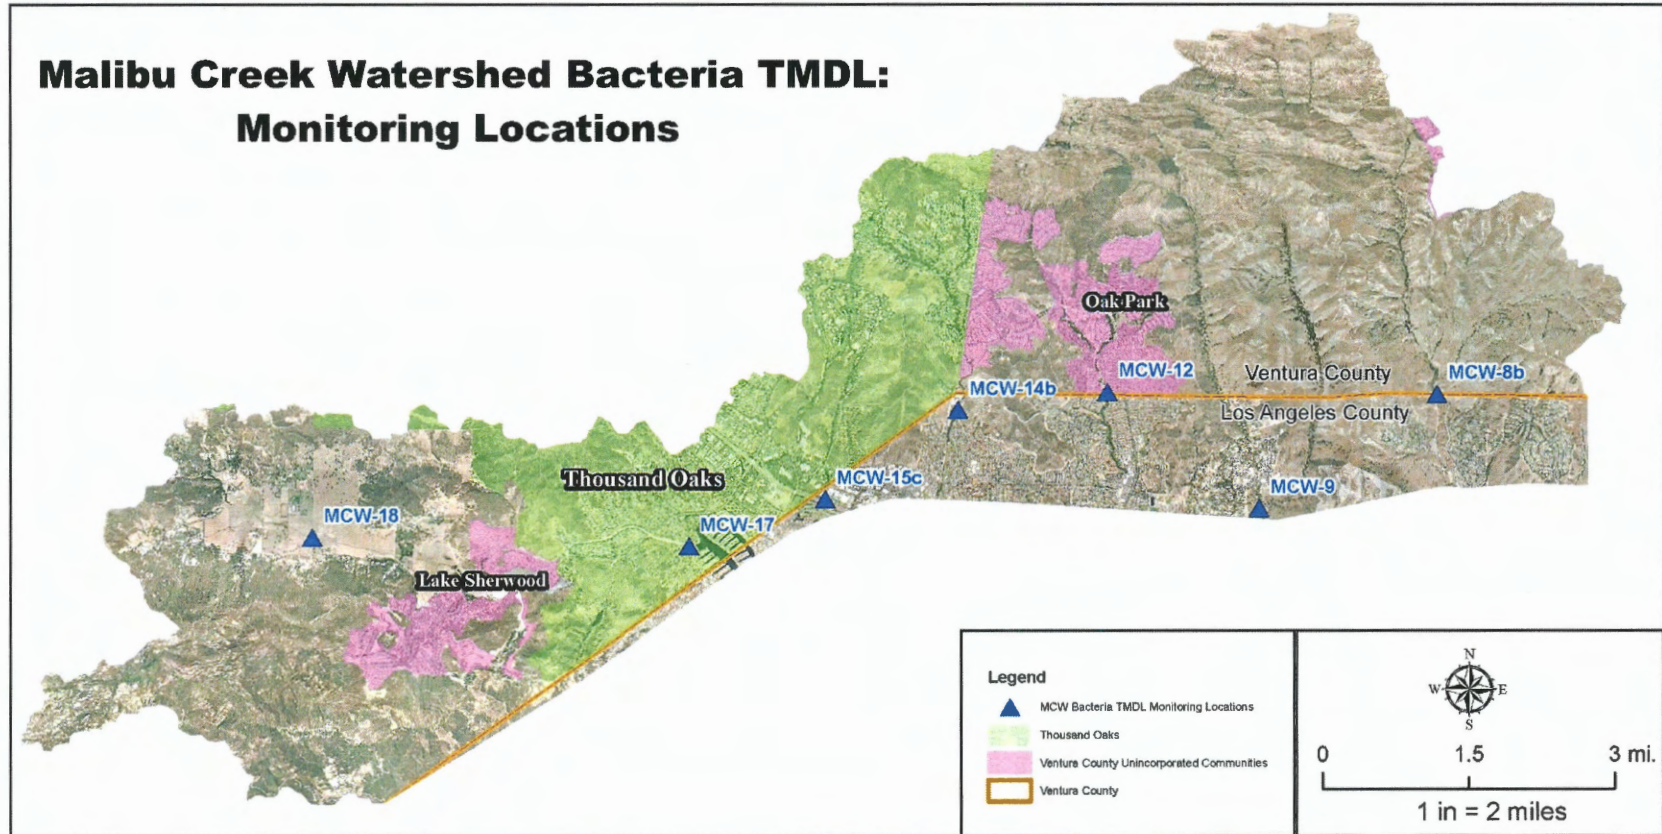 Malibu Creek Watershed Bacteria TMDL:
Monitoring Locations
Oak Park
MCW-12
MCW-14b
Ventura County
MCW-8b
Los Angeles County
Thousand Oaks
MCW-15c
MCW-9
MCW-18
MCW-17
Lake Sherwood
Legend
MCW Bacteria TMDL Monitoring Locations
Thousand Oaks
Ventura County Unincorporated Communities
Ventura County
N
W
E
S
0 1.5 3 mi.
1 in = 2 miles